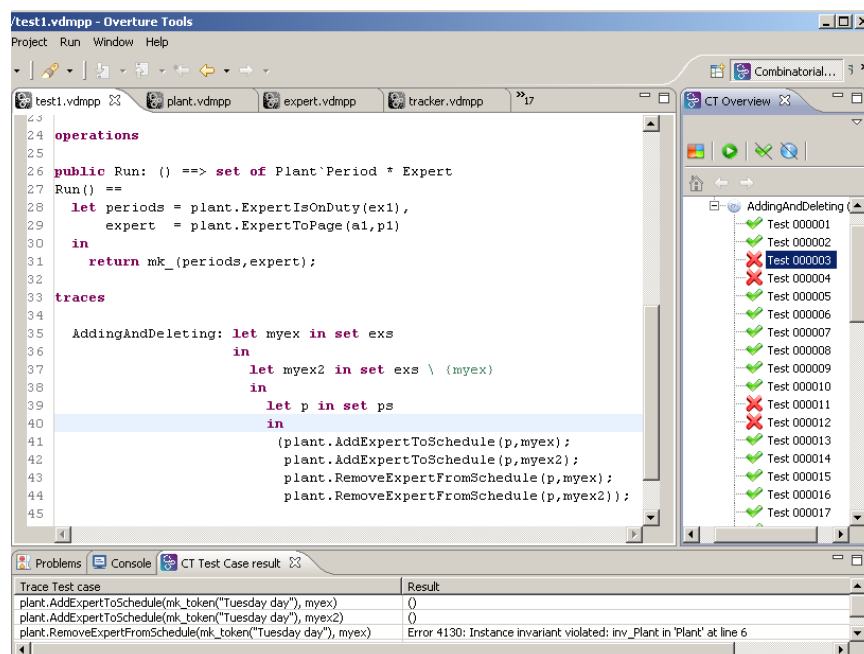 /test1.vdmpp - Overture Tools
Project Run Window Help
Combinatorial...
test1.vdmpp
plant.vdmpp
expert.vdmpp
tracker.vdmpp
17
CT Overview
23
24 operations
25
26 public Run: () ==> set of Plant`Period * Expert
27 Run() ==
28 let periods = plant.ExpertIsOnDuty(ex1),
29 expert = plant.ExpertToPage(a1,p1)
30 in
31 return mk_(periods,expert);
32
33 traces
34
35 AddingAndDeleting: let myex in set exs
36 in
37 let myex2 in set exs \ {myex}
38 in
39 let p in set ps
40 in
41 (plant.AddExpertToSchedule(p,myex);
42 plant.AddExpertToSchedule(p,myex2);
43 plant.RemoveExpertFromSchedule(p,myex);
44 plant.RemoveExpertFromSchedule(p,myex2));
45
AddingAndDeleting (
Test 000001
Test 000002
Test 000003
Test 000004
Test 000005
Test 000006
Test 000007
Test 000008
Test 000009
Test 000010
Test 000011
Test 000012
Test 000013
Test 000014
Test 000015
Test 000016
Test 000017
Problems
Console
CT Test Case result
Trace Test case Result
plant.AddExpertToSchedule(mk_token("Tuesday day"), myex) ()
plant.AddExpertToSchedule(mk_token("Tuesday day"), myex2) ()
plant.RemoveExpertFromSchedule(mk_token("Tuesday day"), myex) Error 4130: Instance invariant violated: inv_Plant in 'Plant' at line 6